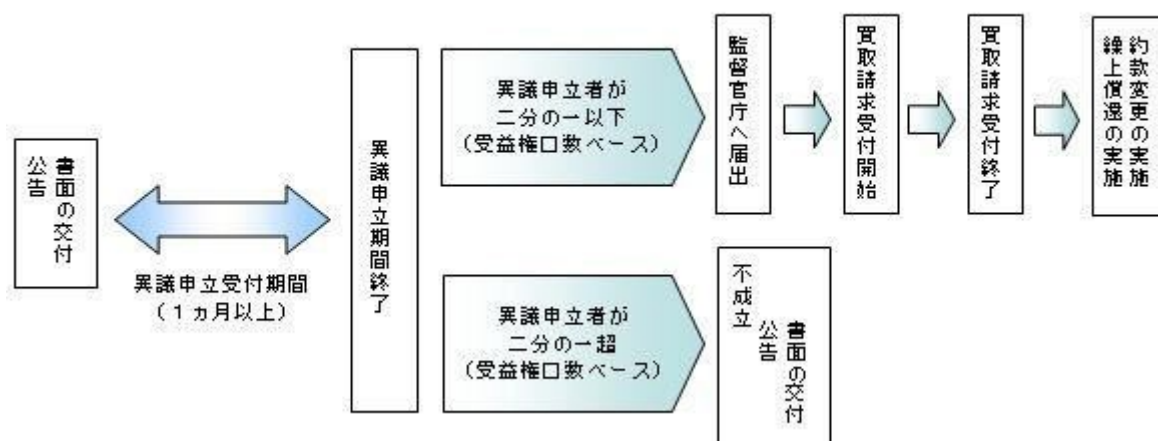 書面の交付
公告
異議申立受付期間
（１ヵ月以上）
異議申立期間終了
異議申立者が
二分の一以下
（受益権口数ベース）
監督官庁へ届出
買取請求受付開始
買取請求受付終了
約款変更の実施
繰上償還の実施
異議申立者が
二分の一超
（受益権口数ベース）
不成立
書面の交付
公告